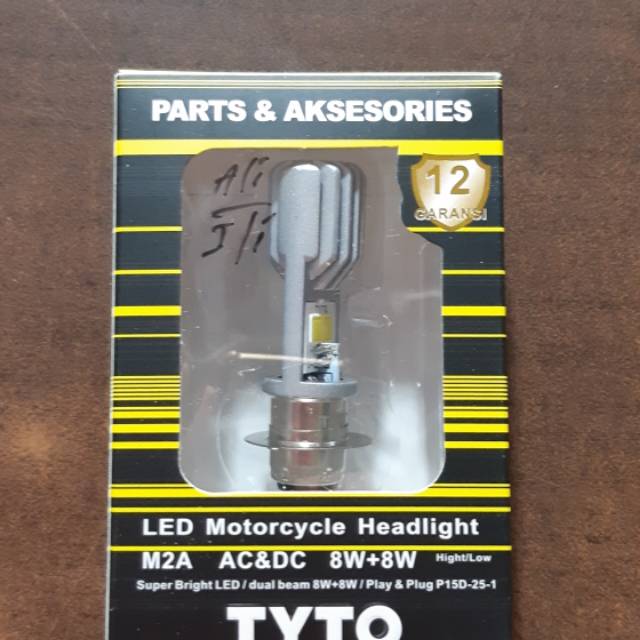 PARTS & AKSESORIES
12
GARANSI
LED Motorcycle Headlight
M2A AC&DC 8W+8W Hight/Low
Super Bright LED / dual beam 8W+8W / Play & Plug P15D-25-1
TYTO